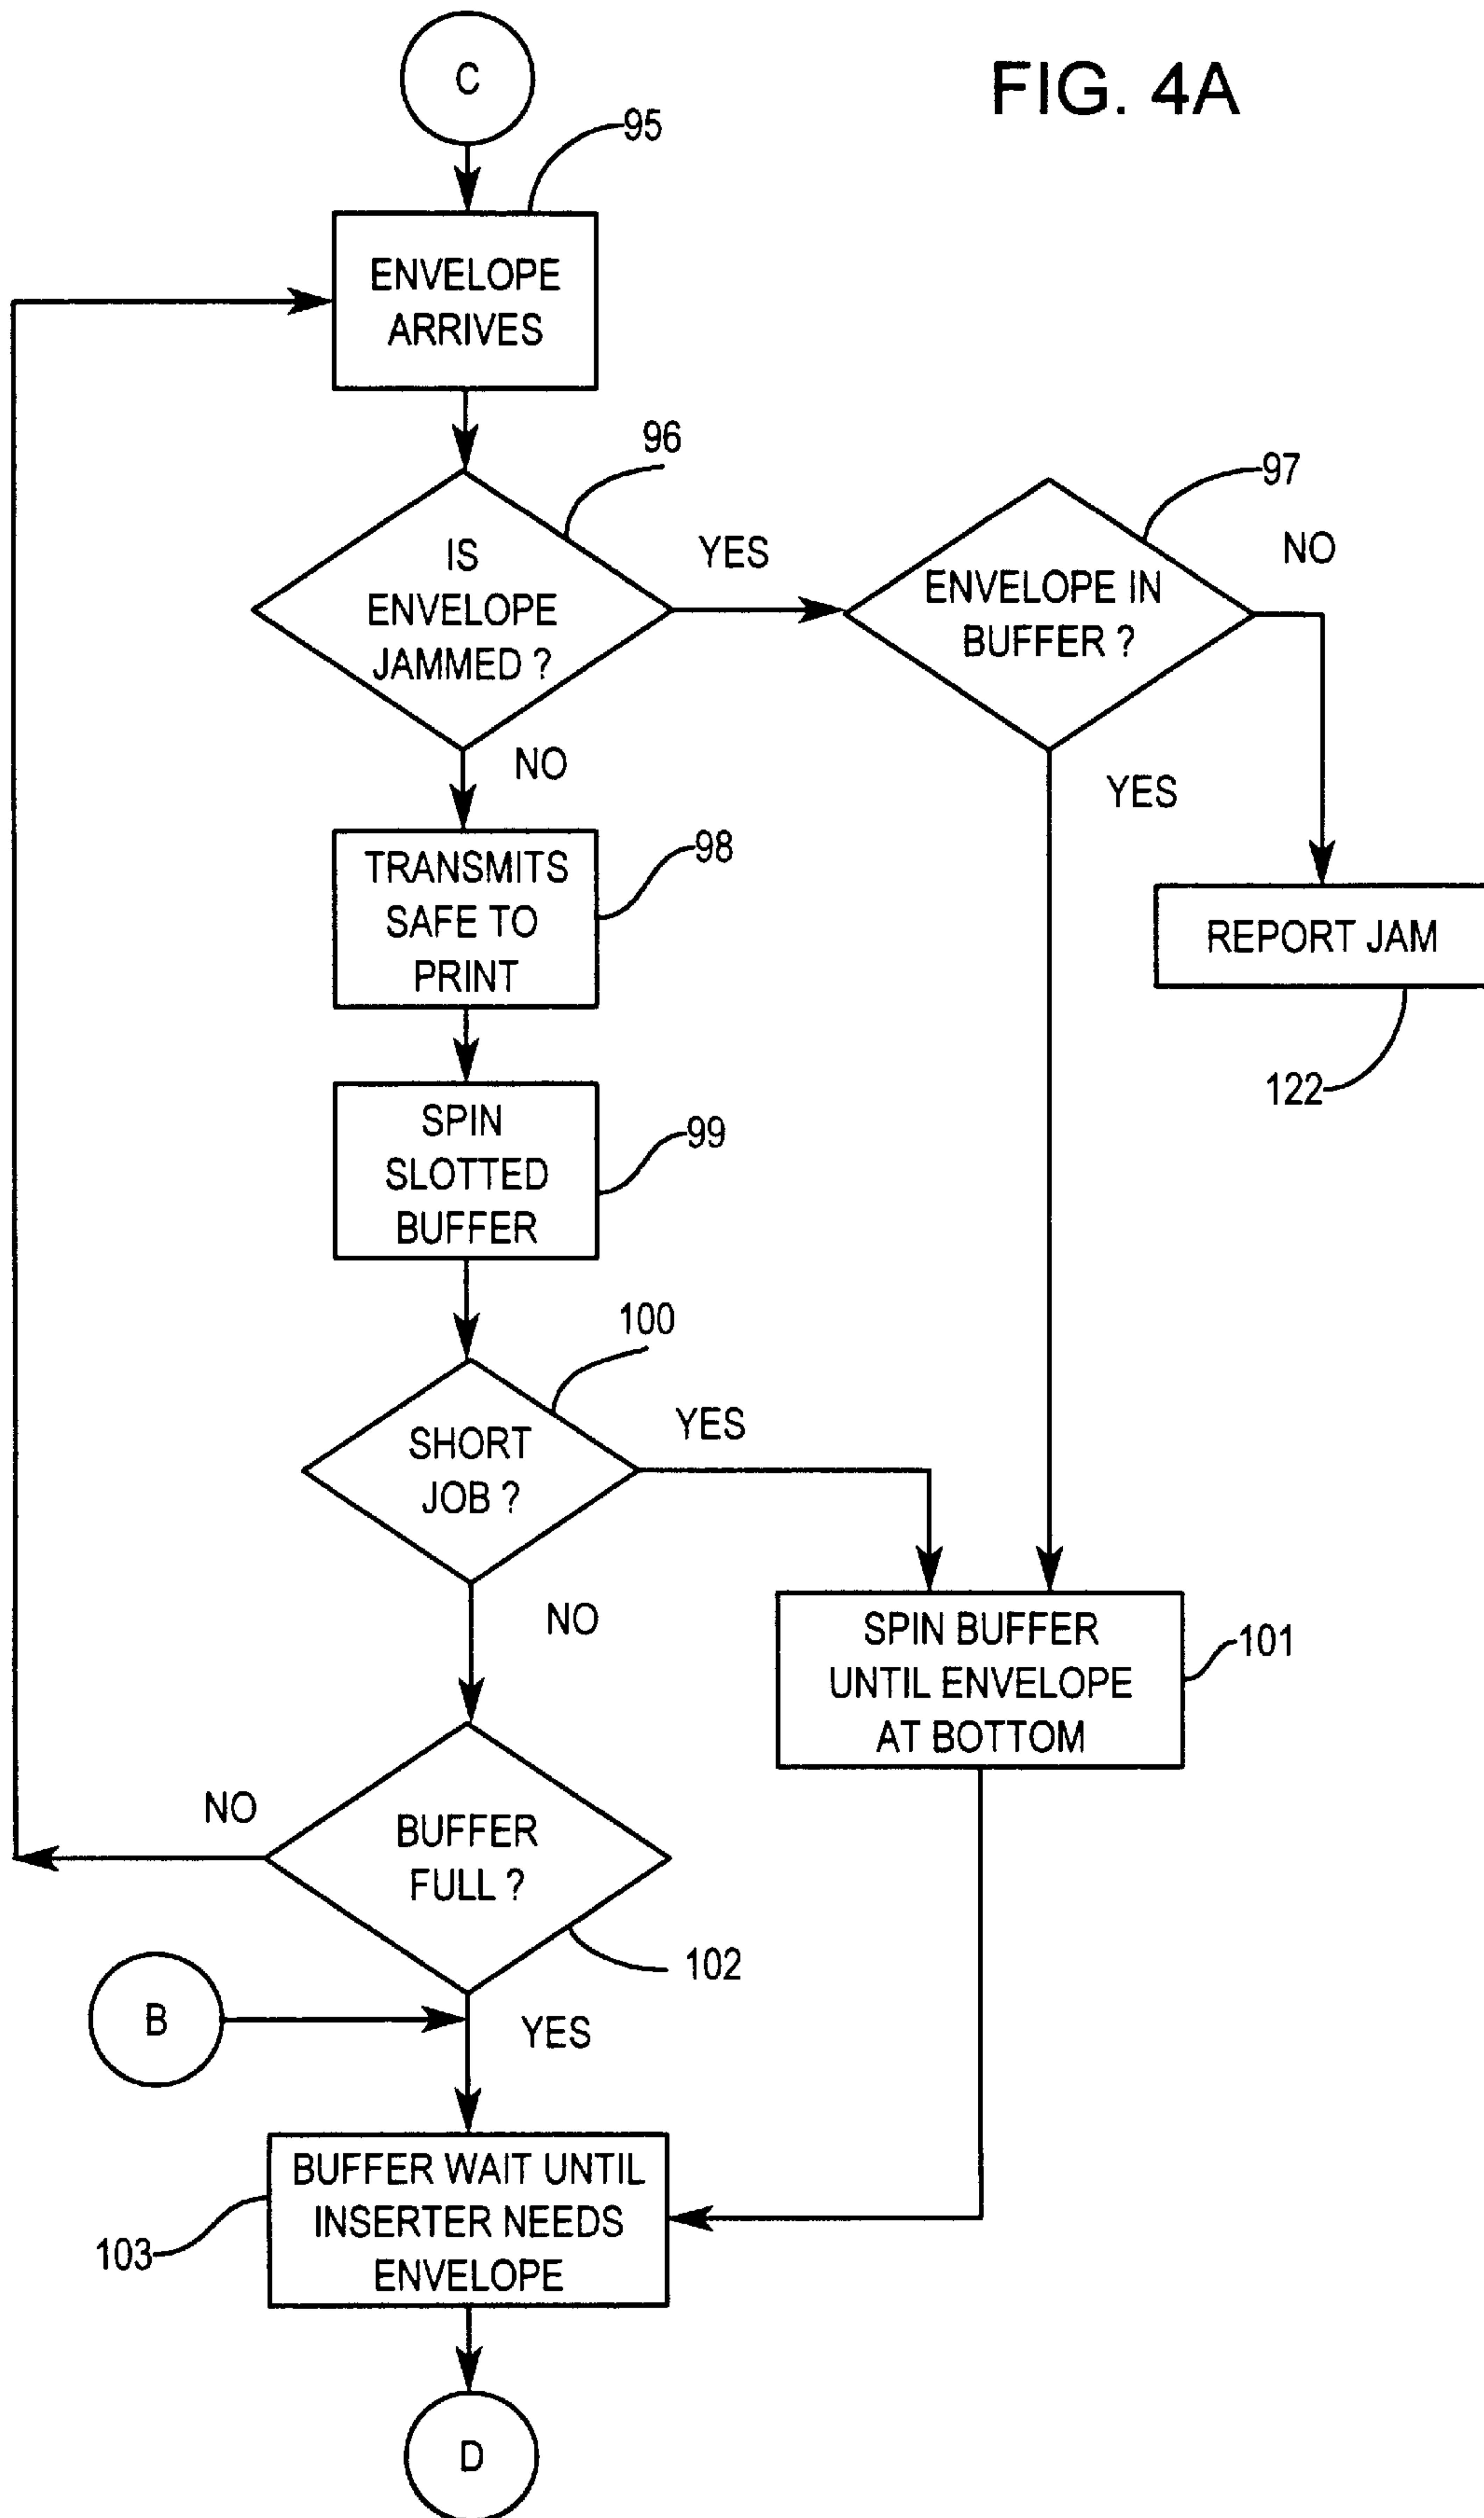 FIG. 4A
C
95
ENVELOPE
ARRIVES
96
IS
ENVELOPE
JAMMED ?
YES
NO
97
ENVELOPE IN
BUFFER ?
NO
YES
REPORT JAM
122
TRANSMITS
SAFE TO
PRINT
98
SPIN
SLOTTED
BUFFER
99
100
SHORT
JOB ?
YES
NO
SPIN BUFFER
UNTIL ENVELOPE
AT BOTTOM
101
NO
BUFFER
FULL ?
102
B
YES
BUFFER WAIT UNTIL
INSERTER NEEDS
ENVELOPE
103
D